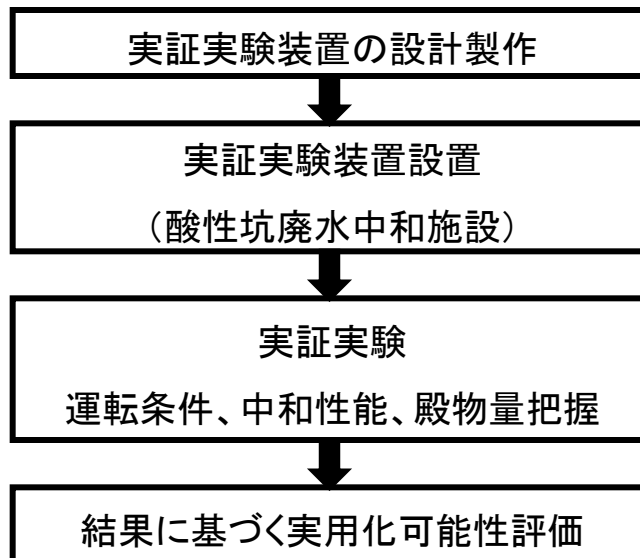 実証実験装置の設計製作
実証実験装置設置
（酸性坑廃水中和施設）
実証実験
運転条件、中和性能、殿物量把握
結果に基づく実用化可能性評価